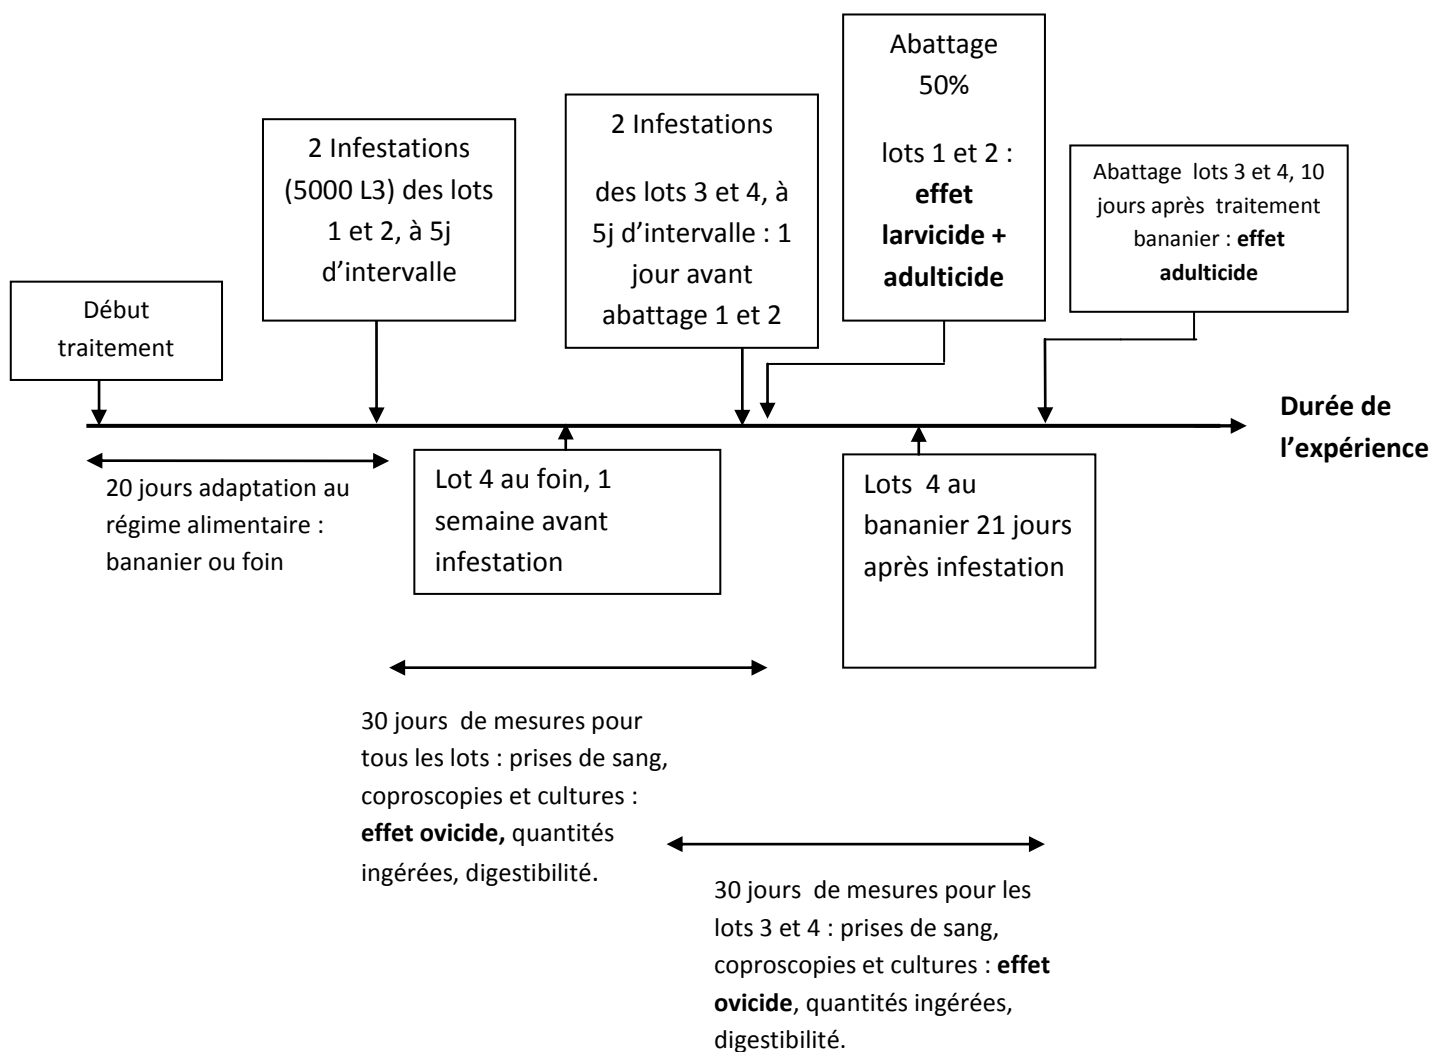 Début
traitement
2 Infestations
(5000 L3) des lots
1 et 2, à 5j
d’intervalle
2 Infestations
des lots 3 et 4, à
5j d’intervalle : 1
jour avant
abattage 1 et 2
Abattage
50%
lots 1 et 2 :
effet
larvicide +
adulticide
Abattage lots 3 et 4, 10
jours après traitement
bananier : effet
adulticide
Durée de
l’expérience
20 jours adaptation au
régime alimentaire :
bananier ou foin
Lot 4 au foin, 1
semaine avant
infestation
Lots 4 au
bananier 21 jours
après infestation
30 jours de mesures pour
tous les lots : prises de sang,
coproscopies et cultures :
effet ovicide, quantités
ingérées, digestibilité.
30 jours de mesures pour les
lots 3 et 4 : prises de sang,
coproscopies et cultures : effet
ovicide, quantités ingérées,
digestibilité.